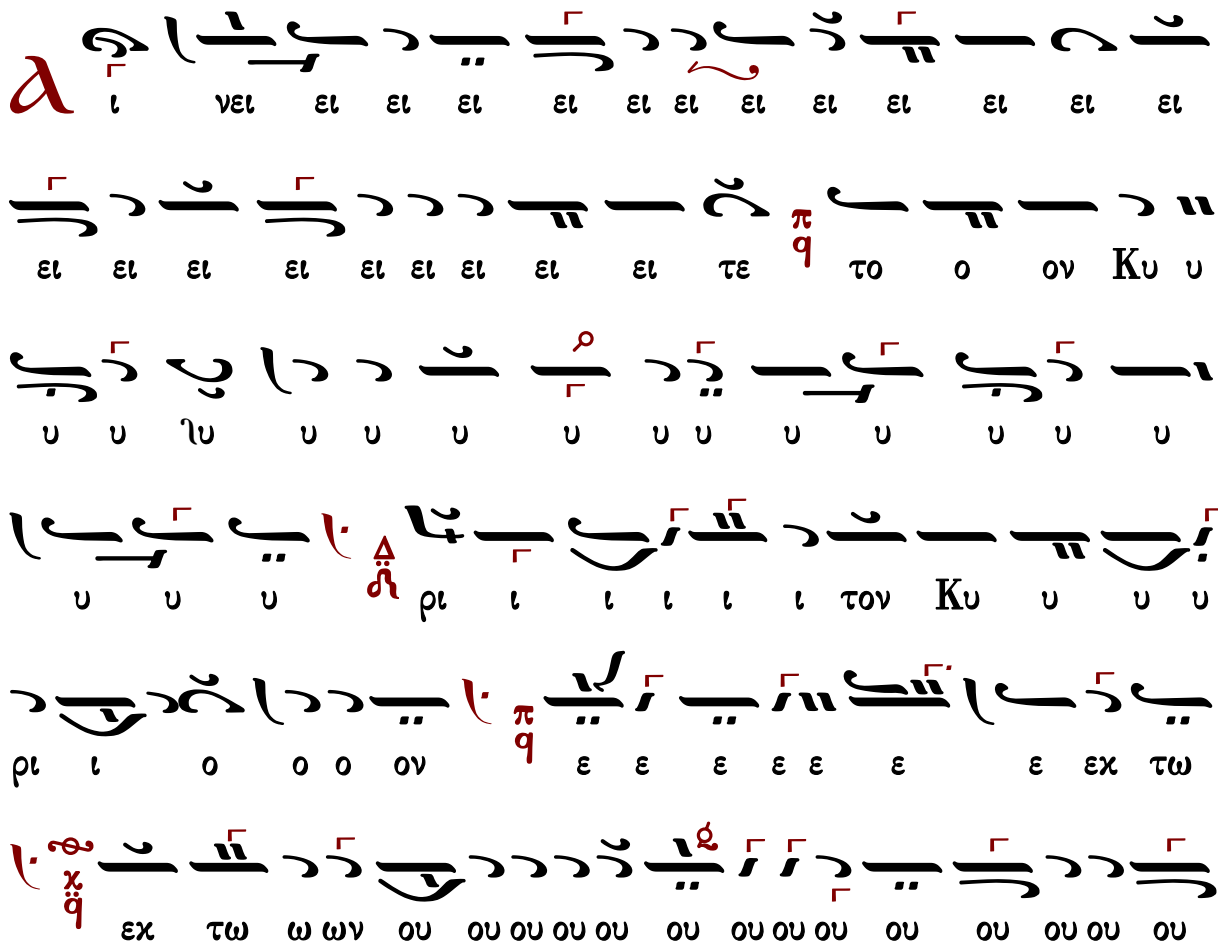 α ι νει ει ει ει ει ει ει ει ει ει ει ει ει
ει ει ει ει ει ει ει ει ει τε π q το ο ον Κυ υ
υ υ λυ υ υ υ υ υ υ υ υ υ υ υ
υ υ υ Δ ρι ι ι ι ι ι τον Κυ υ υ υ
ρι ι ο ο ο ον π q ε ε ε ε ε ε ε εκ τω
κ q εκ τω ω ων ου ου ου ου ου ου ου ου ου ου ου ου ου ου